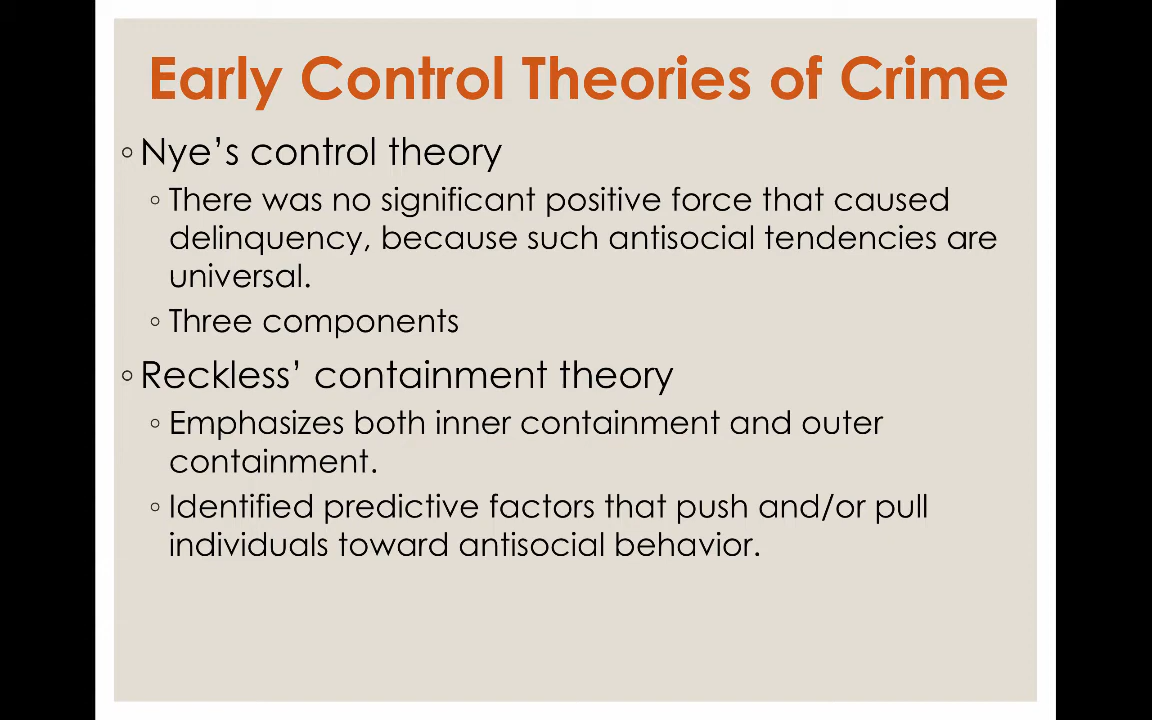 Early Control Theories of Crime
◦ Nye’s control theory
◦ There was no significant positive force that caused
delinquency, because such antisocial tendencies are
universal.
◦ Three components
◦ Reckless’ containment theory
◦ Emphasizes both inner containment and outer
containment.
◦ Identified predictive factors that push and/or pull
individuals toward antisocial behavior.